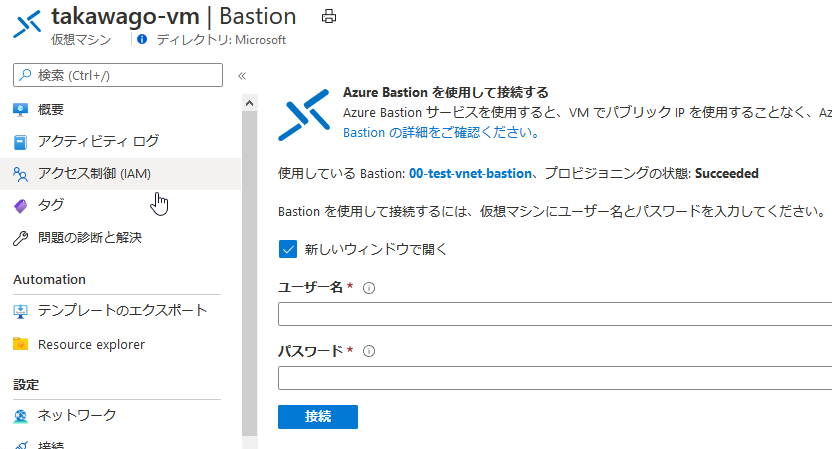 takawago-vm | Bastion
仮想マシン
ディレクトリ: Microsoft
検索 (Ctrl+/)
«
概要
アクティビティ ログ
アクセス制御 (IAM)
タグ
問題の診断と解決
Automation
テンプレートのエクスポート
Resource explorer
設定
ネットワーク
接続
Azure Bastion を使用して接続する
Azure Bastion サービスを使用すると、VM でパブリック IP を使用することなく、Az
Bastion の詳細をご確認ください。
使用している Bastion: 00-test-vnet-bastion、プロビジョニングの状態: Succeeded
Bastion を使用して接続するには、仮想マシンにユーザー名とパスワードを入力してください。
新しいウィンドウで開く
ユーザー名 *
パスワード *
接続